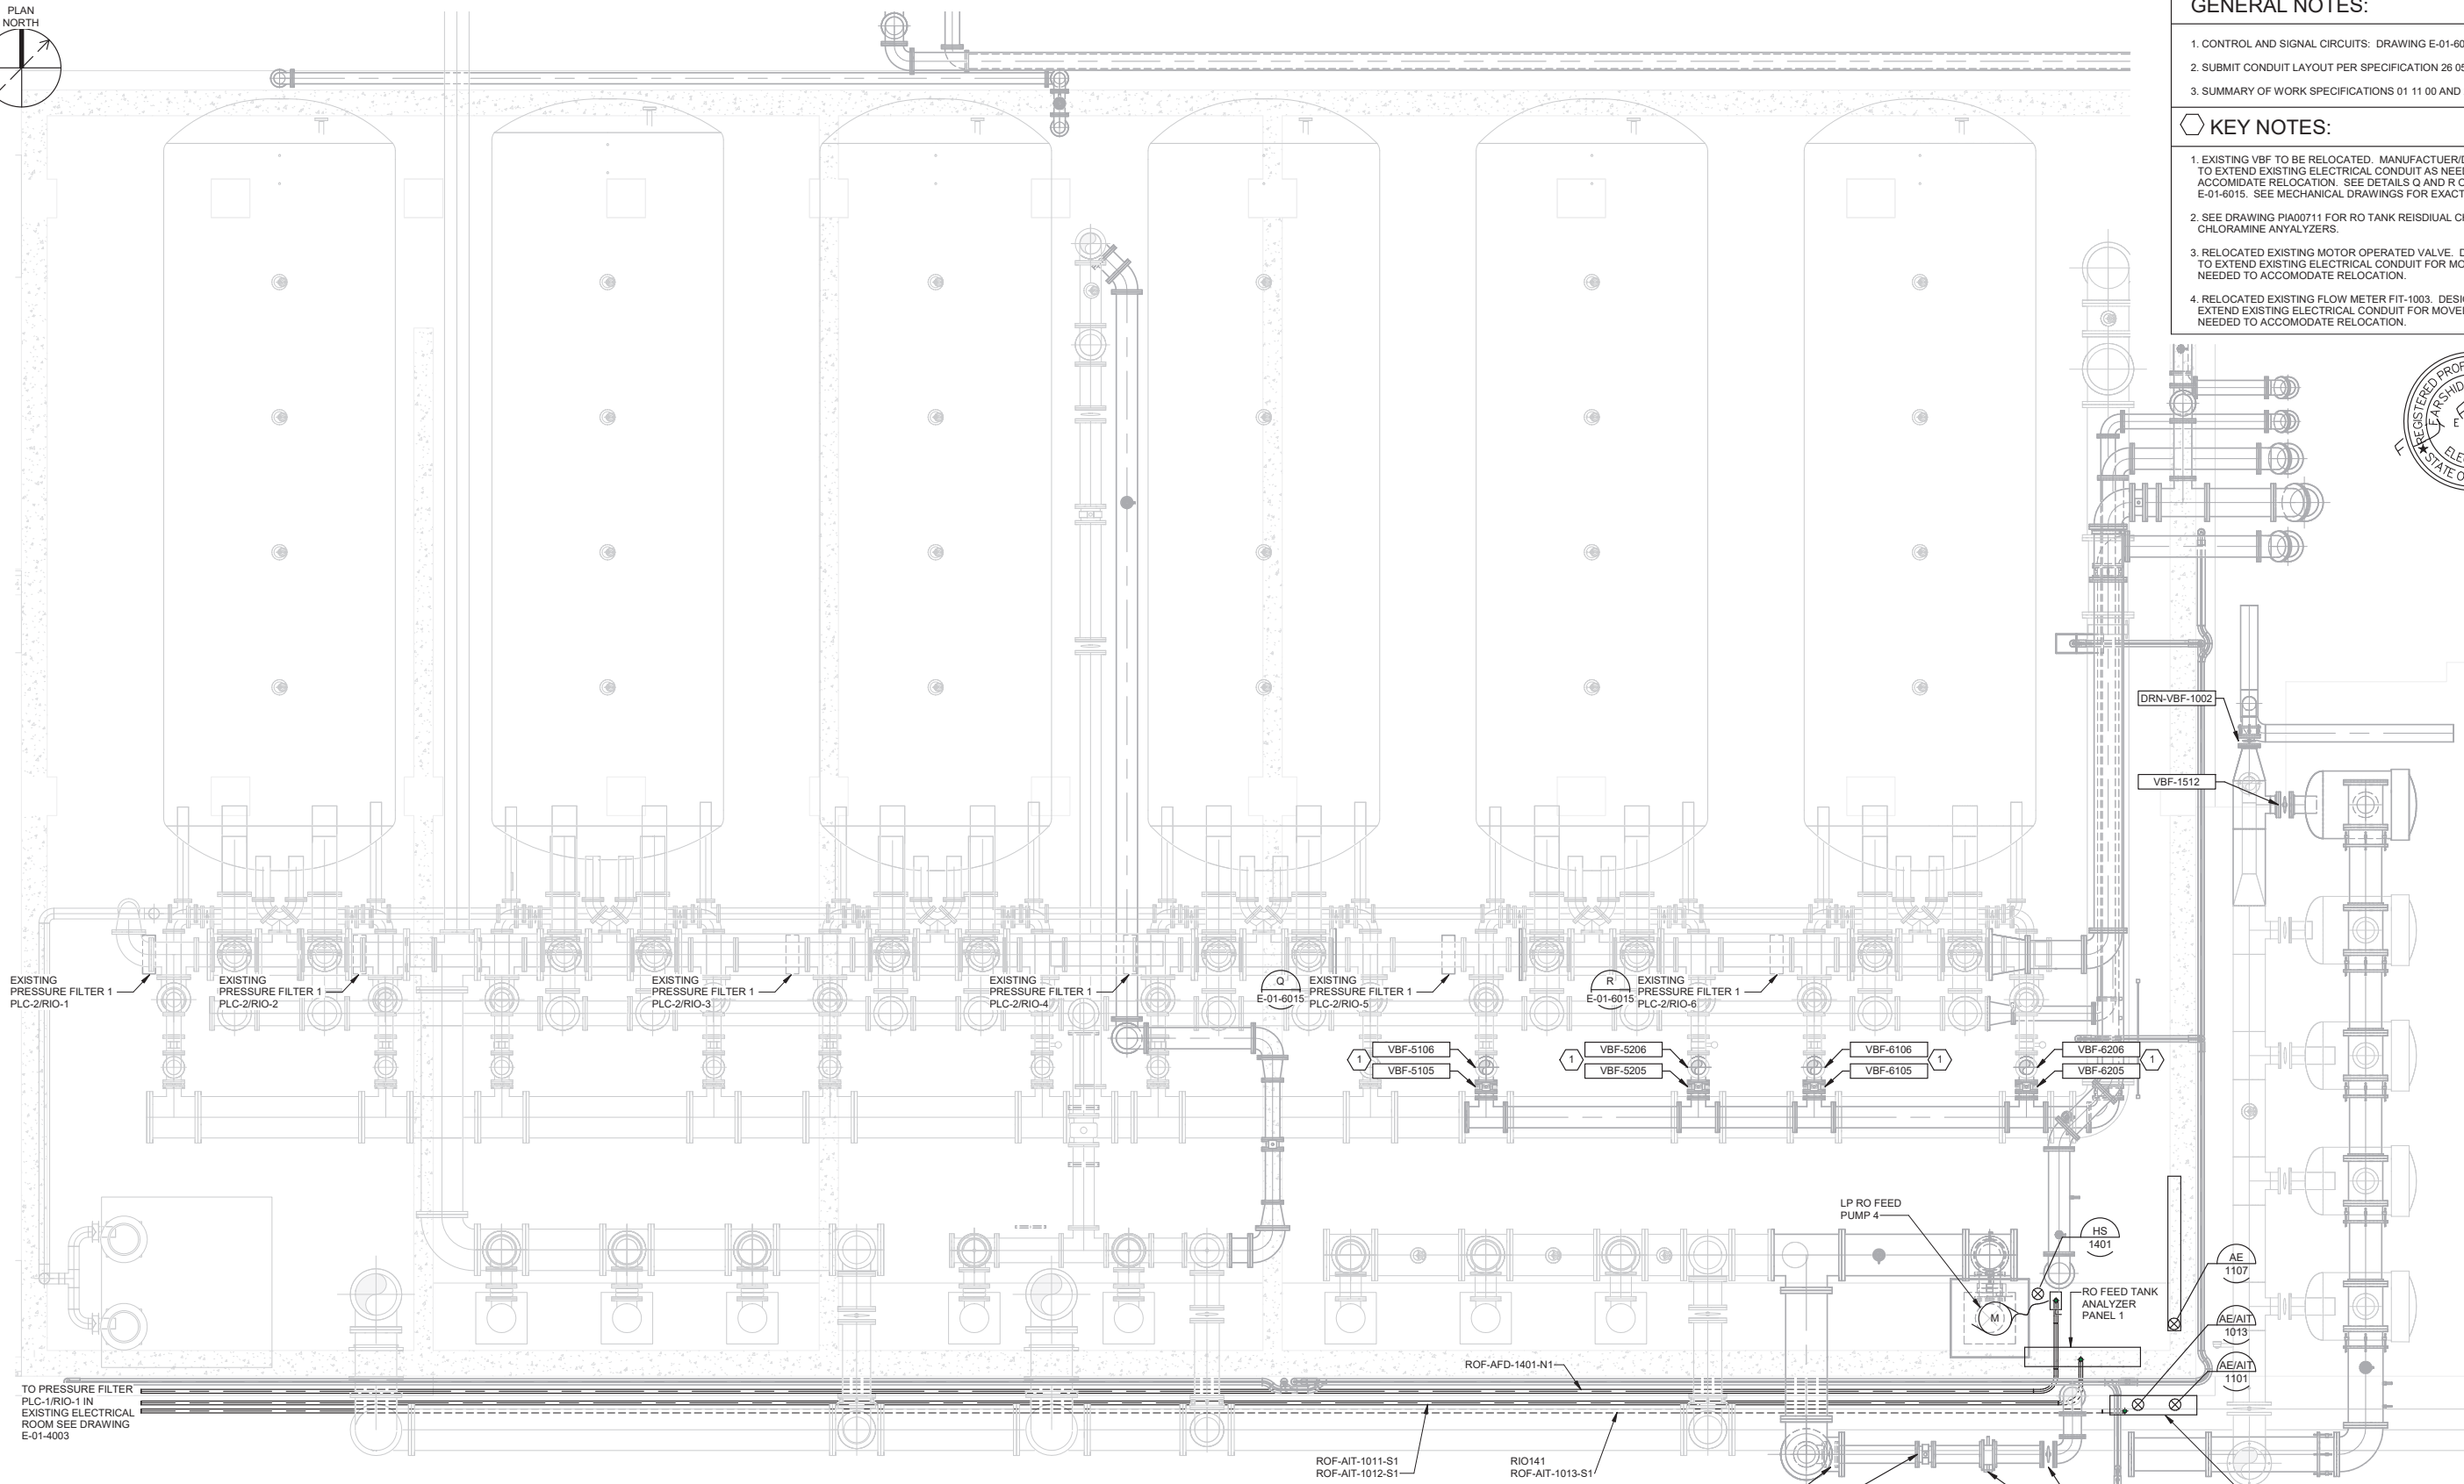 PLAN
NORTH
GENERAL NOTES:
1. CONTROL AND SIGNAL CIRCUITS:  DRAWING E-01-60
2. SUBMIT CONDUIT LAYOUT PER SPECIFICATION 26 05
3. SUMMARY OF WORK SPECIFICATIONS 01 11 00 AND
KEY NOTES:
1. EXISTING VBF TO BE RELOCATED.  MANUFACTUER/D
TO EXTEND EXISTING ELECTRICAL CONDUIT AS NEE
ACCOMIDATE RELOCATION.  SEE DETAILS Q AND R O
E-01-6015.  SEE MECHANICAL DRAWINGS FOR EXACT
2. SEE DRAWING PIA00711 FOR RO TANK REISDIUAL C
CHLORAMINE ANYALYZERS.
3. RELOCATED EXISTING MOTOR OPERATED VALVE.  D
TO EXTEND EXISTING ELECTRICAL CONDUIT FOR MO
NEEDED TO ACCOMODATE RELOCATION.
4. RELOCATED EXISTING FLOW METER FIT-1003.  DESI
EXTEND EXISTING ELECTRICAL CONDUIT FOR MOVE
NEEDED TO ACCOMODATE RELOCATION.
REGISTERED PROF
FARSHID
E
ELE
STATE O
DRN-VBF-1002
VBF-1512
EXISTING
PRESSURE FILTER 1
PLC-2/RIO-1
EXISTING
PRESSURE FILTER 1
PLC-2/RIO-2
EXISTING
PRESSURE FILTER 1
PLC-2/RIO-3
EXISTING
PRESSURE FILTER 1
PLC-2/RIO-4
Q
E-01-6015
EXISTING
PRESSURE FILTER 1
PLC-2/RIO-5
R
E-01-6015
EXISTING
PRESSURE FILTER 1
PLC-2/RIO-6
1
VBF-5106
VBF-5105
1
VBF-5206
VBF-5205
VBF-6106
VBF-6105
1
VBF-6206
VBF-6205
1
LP RO FEED
PUMP 4
M
HS
1401
RO FEED TANK
ANALYZER
PANEL 1
AE
1107
AE/AIT
1013
AE/AIT
1101
ROF-AFD-1401-N1
TO PRESSURE FILTER
PLC-1/RIO-1 IN
EXISTING ELECTRICAL
ROOM SEE DRAWING
E-01-4003
ROF-AIT-1011-S1
ROF-AIT-1012-S1
RIO141
ROF-AIT-1013-S1